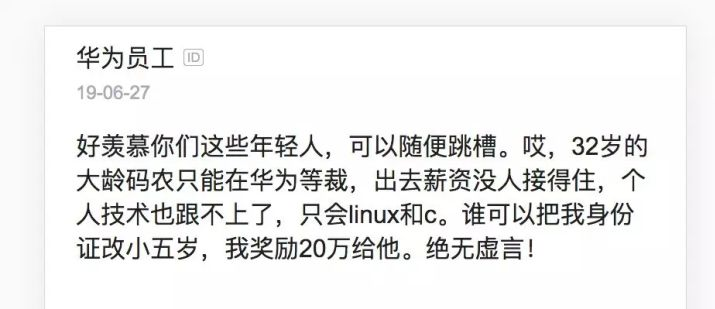 华为员工 ID
19-06-27
好羡慕你们这些年轻人，可以随便跳槽。哎，32岁的
大龄码农只能在华为等裁，出去薪资没人接得住，个
人技术也跟不上了，只会linux和c。谁可以把我身份
证改小五岁，我奖励20万给他。绝无虚言！